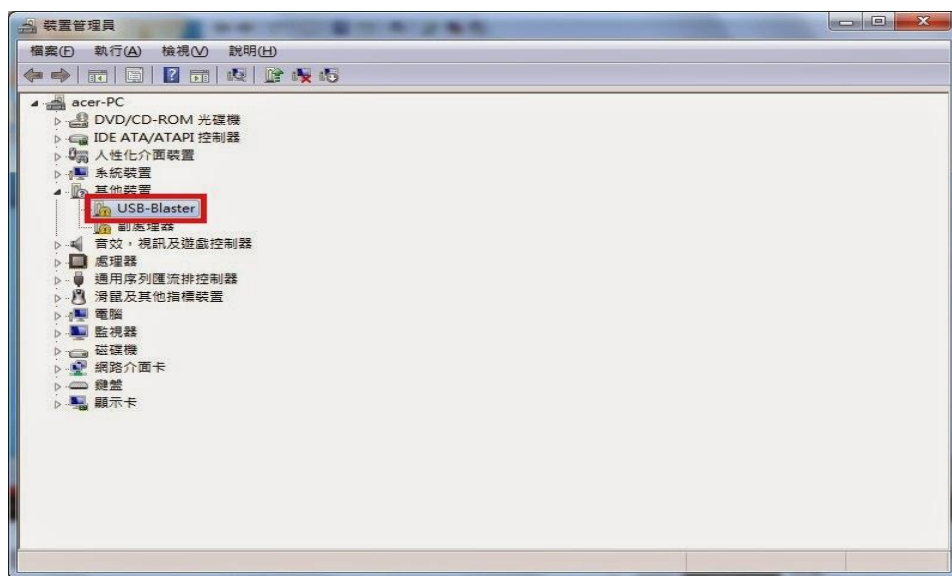 裝置管理員
檔案(F) 執行(A) 檢視(V) 說明(H)
acer-PC
DVD/CD-ROM 光碟機
IDE ATA/ATAPI 控制器
人性化介面裝置
系統裝置
其他裝置
USB-Blaster
副處理器
音效，視訊及遊戲控制器
處理器
通用序列匯流排控制器
滑鼠及其他指標裝置
電腦
監視器
磁碟機
網路介面卡
鍵盤
顯示卡